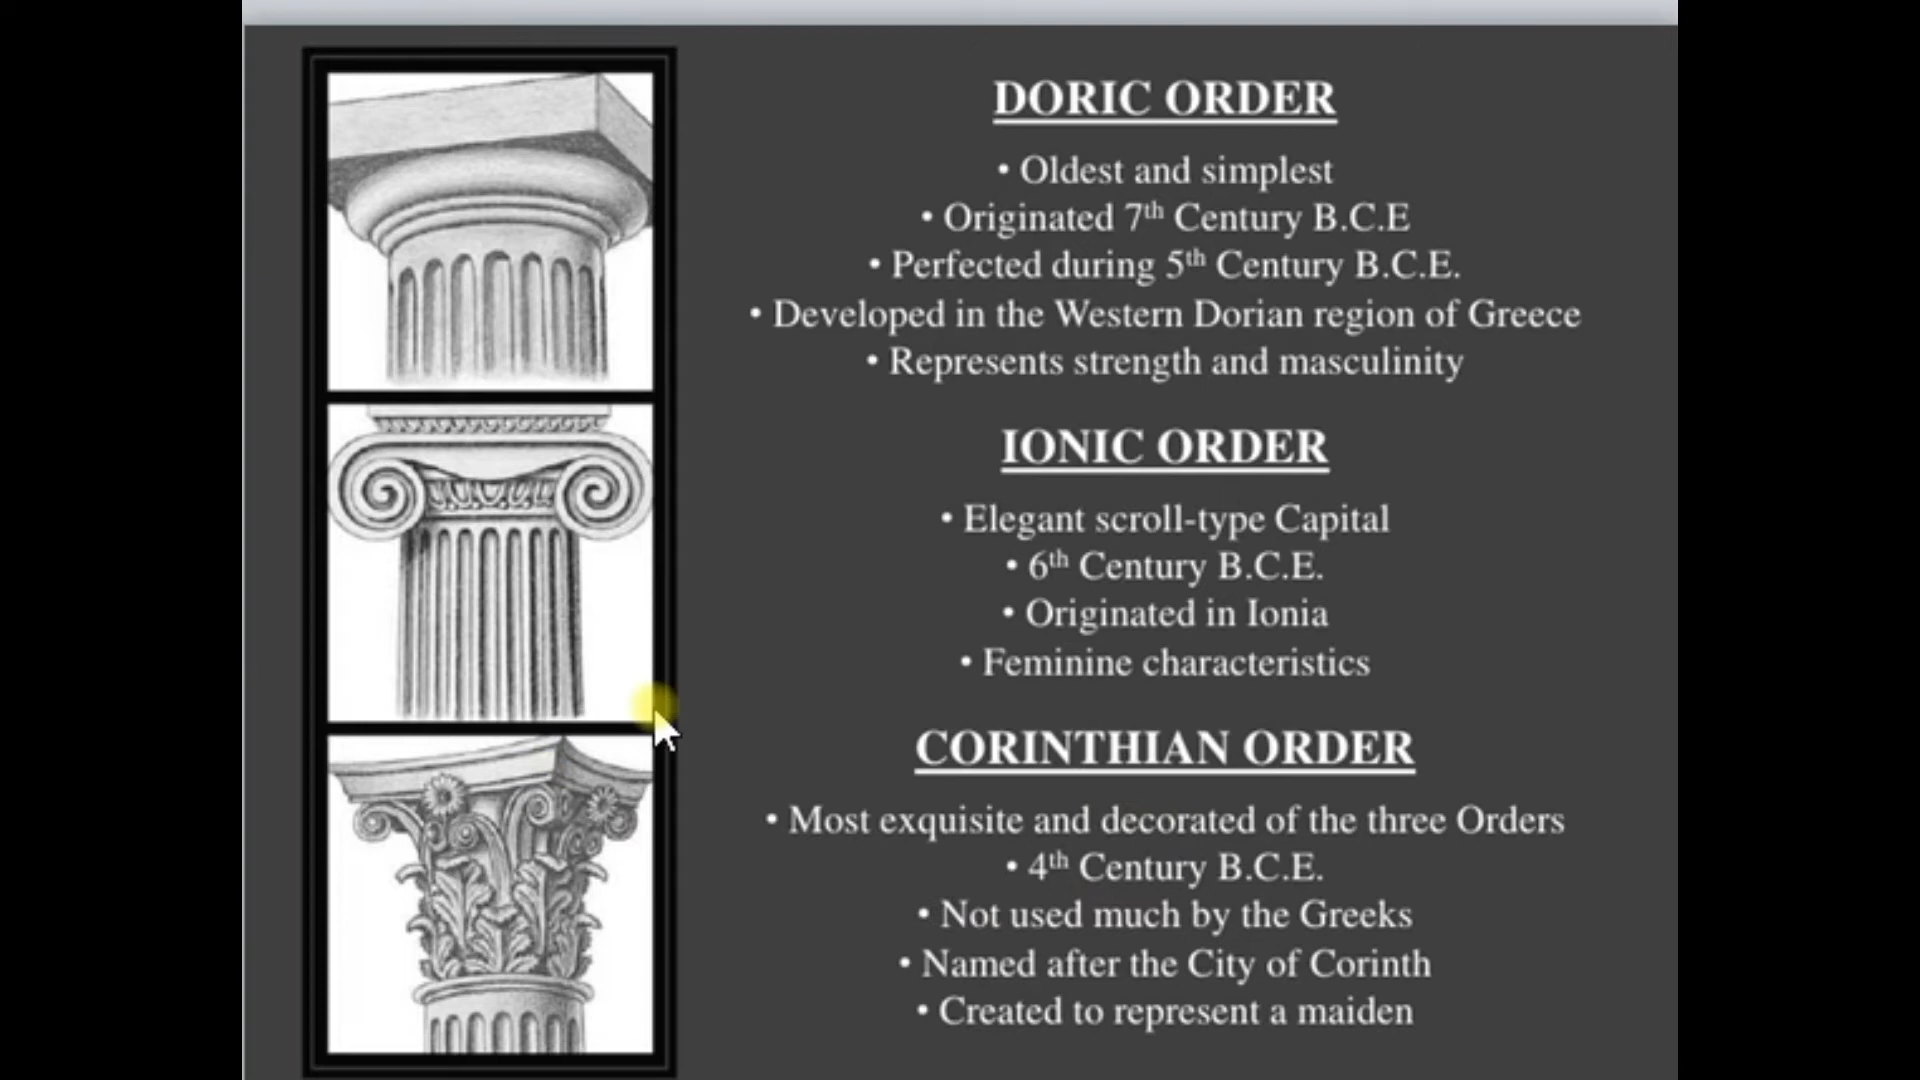 DORIC ORDER
• Oldest and simplest
• Originated 7th Century B.C.E
• Perfected during 5th Century B.C.E.
• Developed in the Western Dorian region of Greece
• Represents strength and masculinity
IONIC ORDER
• Elegant scroll-type Capital
• 6th Century B.C.E.
• Originated in Ionia
• Feminine characteristics
CORINTHIAN ORDER
• Most exquisite and decorated of the three Orders
• 4th Century B.C.E.
• Not used much by the Greeks
• Named after the City of Corinth
• Created to represent a maiden